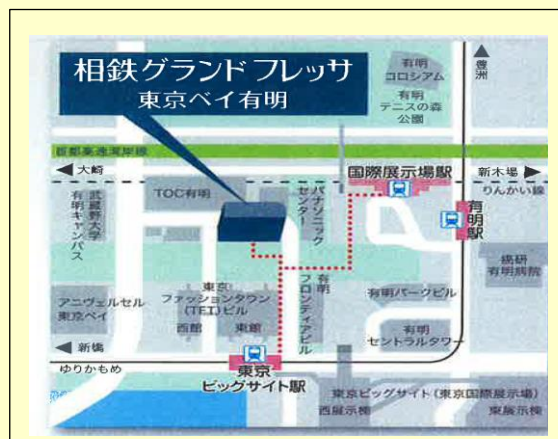 相鉄グランドフレッサ
東京ベイ有明
有明
コロシアム
有明
テニスの森
公園
豊洲
首都高速湾岸線
大崎
国際展示場駅
新木場
りんかい線
武蔵野大学
有明キャンパス
TOC有明
パナソニック
センター
有明駅
癌研
有明病院
アニヴェルセル
東京ベイ
東京
ファッションタウン
(TFT)ビル
西館
東館
有明
フロンティアビル
有明パークビル
有明
セントラルタワー
新橋
ゆりかもめ
東京
ビッグサイト駅
東京ビッグサイト(東京国際展示場)
西展示棟
東展示棟